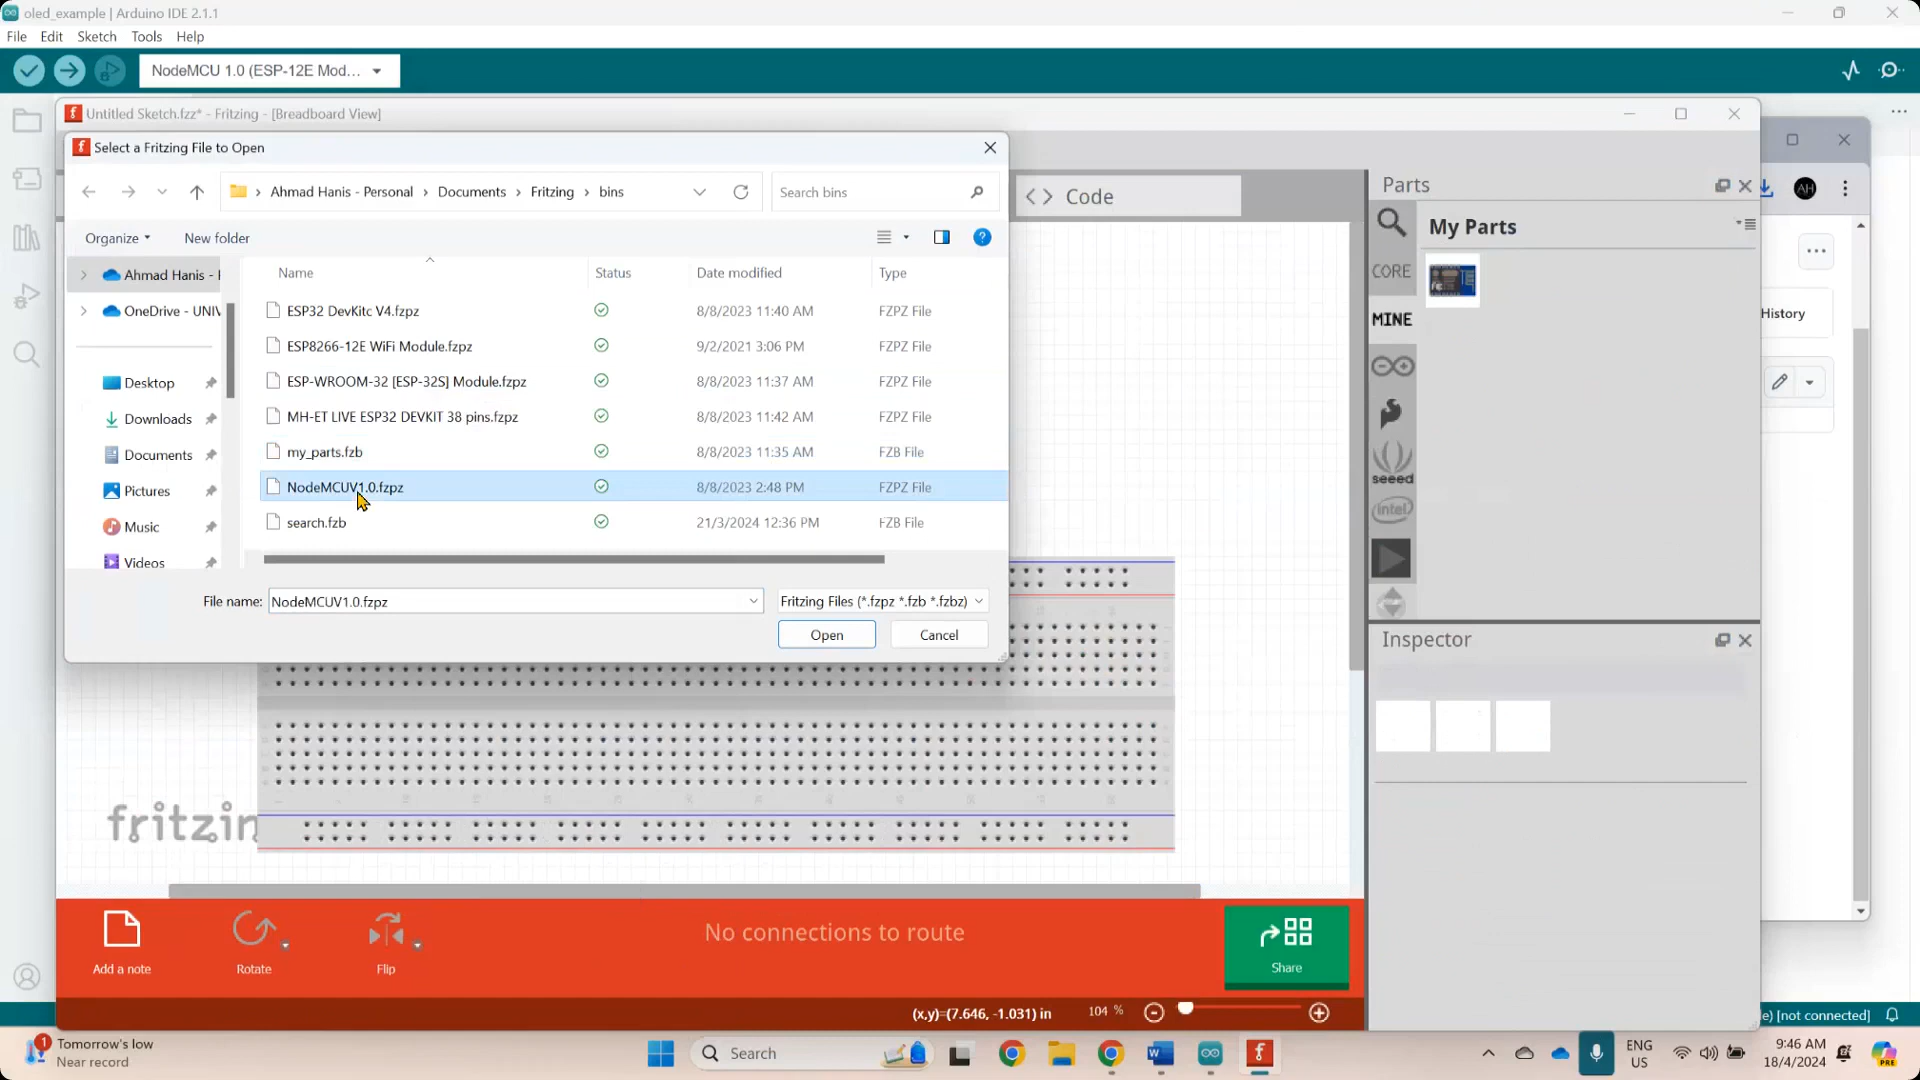 oled_example | Arduino IDE 2.1.1
File Edit Sketch Tools Help
NodeMCU 1.0 (ESP-12E Mod...
Untitled Sketch.fzz* - Fritzing - [Breadboard View]
Select a Fritzing File to Open
Ahmad Hanis - Personal › Documents › Fritzing › bins
Search bins
Code
Organize
New folder
Name Status Date modified Type
Ahmad Hanis -
OneDrive - UNIV
Desktop
Downloads
Documents
Pictures
Music
Videos
ESP32 DevKitc V4.fzpz 8/8/2023 11:40 AM FZPZ File
ESP8266-12E WiFi Module.fzpz 9/2/2021 3:06 PM FZPZ File
ESP-WROOM-32 [ESP-32S] Module.fzpz 8/8/2023 11:37 AM FZPZ File
MH-ET LIVE ESP32 DEVKIT 38 pins.fzpz 8/8/2023 11:42 AM FZPZ File
my_parts.fzb 8/8/2023 11:35 AM FZB File
NodeMCUV1.0.fzpz 8/8/2023 2:48 PM FZPZ File
search.fzb 21/3/2024 12:36 PM FZB File
File name: NodeMCUV1.0.fzpz
Fritzing Files (*.fzpz *.fzb *.fzbz)
Open
Cancel
Parts
My Parts
CORE
MINE
seeed
intel
AH
History
Inspector
fritzin
Add a note
Rotate
Flip
No connections to route
Share
(x,y)=(7.646, -1.031) in
104 %
[not connected]
1
Tomorrow's low
Near record
Search
ENG
US
9:46 AM
18/4/2024
PRE